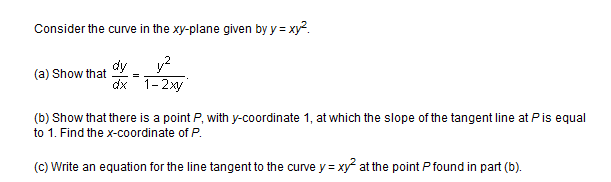 Consider the curve in the xy-plane given by y = xy².
(a) Show that dy/dx = y²/(1 − 2xy).
(b) Show that there is a point P, with y-coordinate 1, at which the slope of the tangent line at P is equal
to 1. Find the x-coordinate of P.
(c) Write an equation for the line tangent to the curve y = xy² at the point P found in part (b).